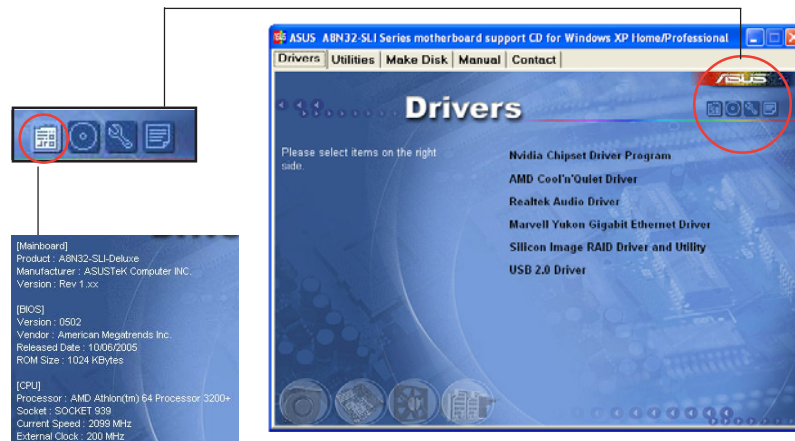 ASUS A8N32-SLI Series motherboard support CD for Windows XP Home/Professional
Drivers Utilities Make Disk Manual Contact
ASUS
Drivers
Please select items on the right
side.
Nvidia Chipset Driver Program
AMD Cool'n'Quiet Driver
Realtek Audio Driver
Marvell Yukon Gigabit Ethernet Driver
Silicon Image RAID Driver and Utility
USB 2.0 Driver
[Mainboard]
Product : A8N32-SLI-Deluxe
Manufacturer : ASUSTeK Computer INC.
Version : Rev 1.xx
[BIOS]
Version : 0502
Vendor : American Megatrends Inc.
Released Date : 10/06/2005
ROM Size : 1024 KBytes
[CPU]
Processor : AMD Athlon(tm) 64 Processor 3200+
Socket : SOCKET 939
Current Speed : 2099 MHz
External Clock : 200 MHz